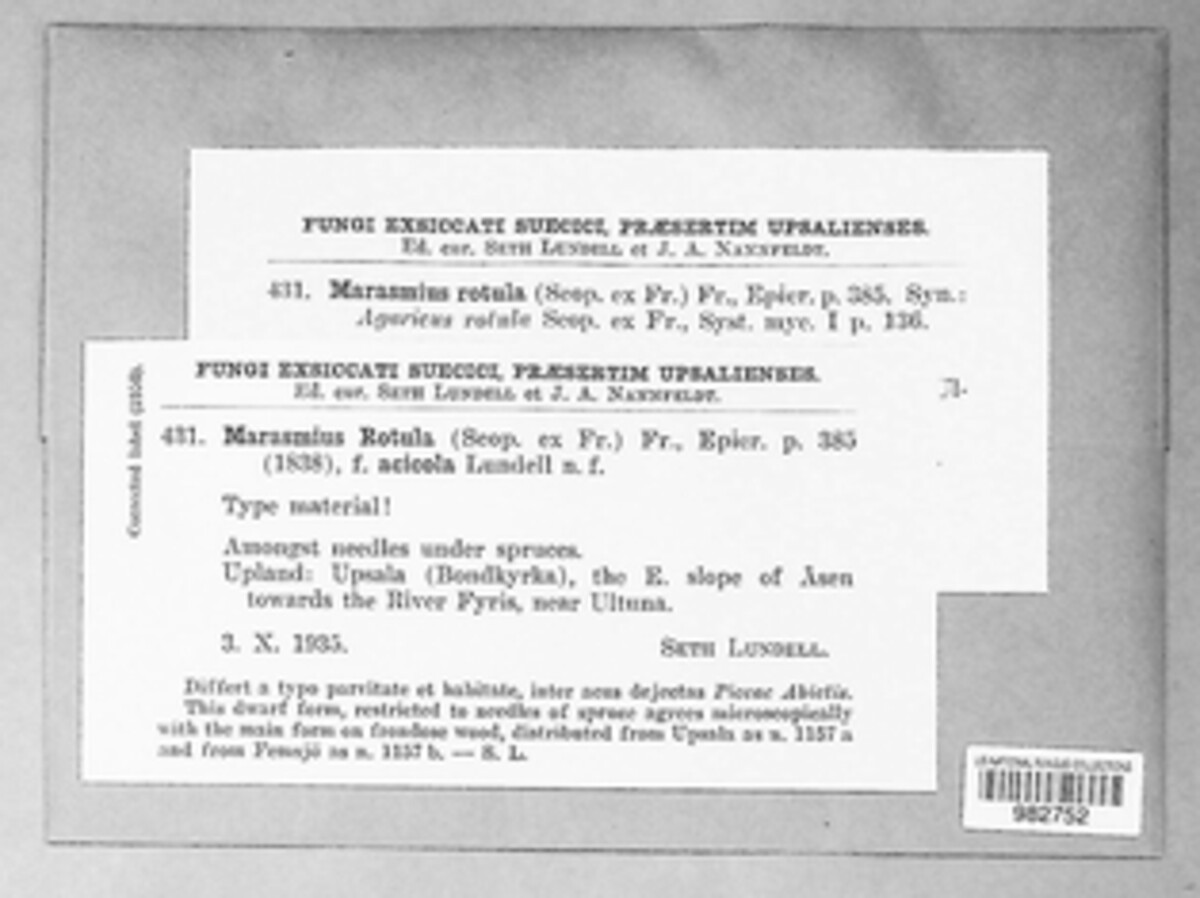 FUNGI EXSICCATI SUECICI, PRÆSERTIM UPSALIENSES.
Ed. cur. SETH LUNDELL et J. A. NANNFELDT.
431. Marasmius rotula (Scop. ex Fr.) Fr., Epicr. p. 385. Syn.:
Agaricus rotula Scop. ex Fr., Syst. myc. I p. 136.
Corrected label
FUNGI EXSICCATI SUECICI, PRÆSERTIM UPSALIENSES.
Ed. cur. SETH LUNDELL et J. A. NANNFELDT.
431. Marasmius Rotula (Scop. ex Fr.) Fr., Epicr. p. 385
(1838), f. acicola Lundell n. f.
Type material!
Amongst needles under spruces.
Upland: Upsala (Bondkyrka), the E. slope of Åsen
towards the River Fyris, near Ultuna.
3. X. 1935.
SETH LUNDELL.
Differt a typo parvitate et habitatu, inter acus dejectas Piceae Abietis.
This dwarf form, restricted to needles of spruce agrees microscopically
with the main form on frondose wood, distributed from Upsala as n. 1157 a
and from Femsjö as n. 1157 b. — S. L.
US NATIONAL FUNGUS COLLECTIONS
982752